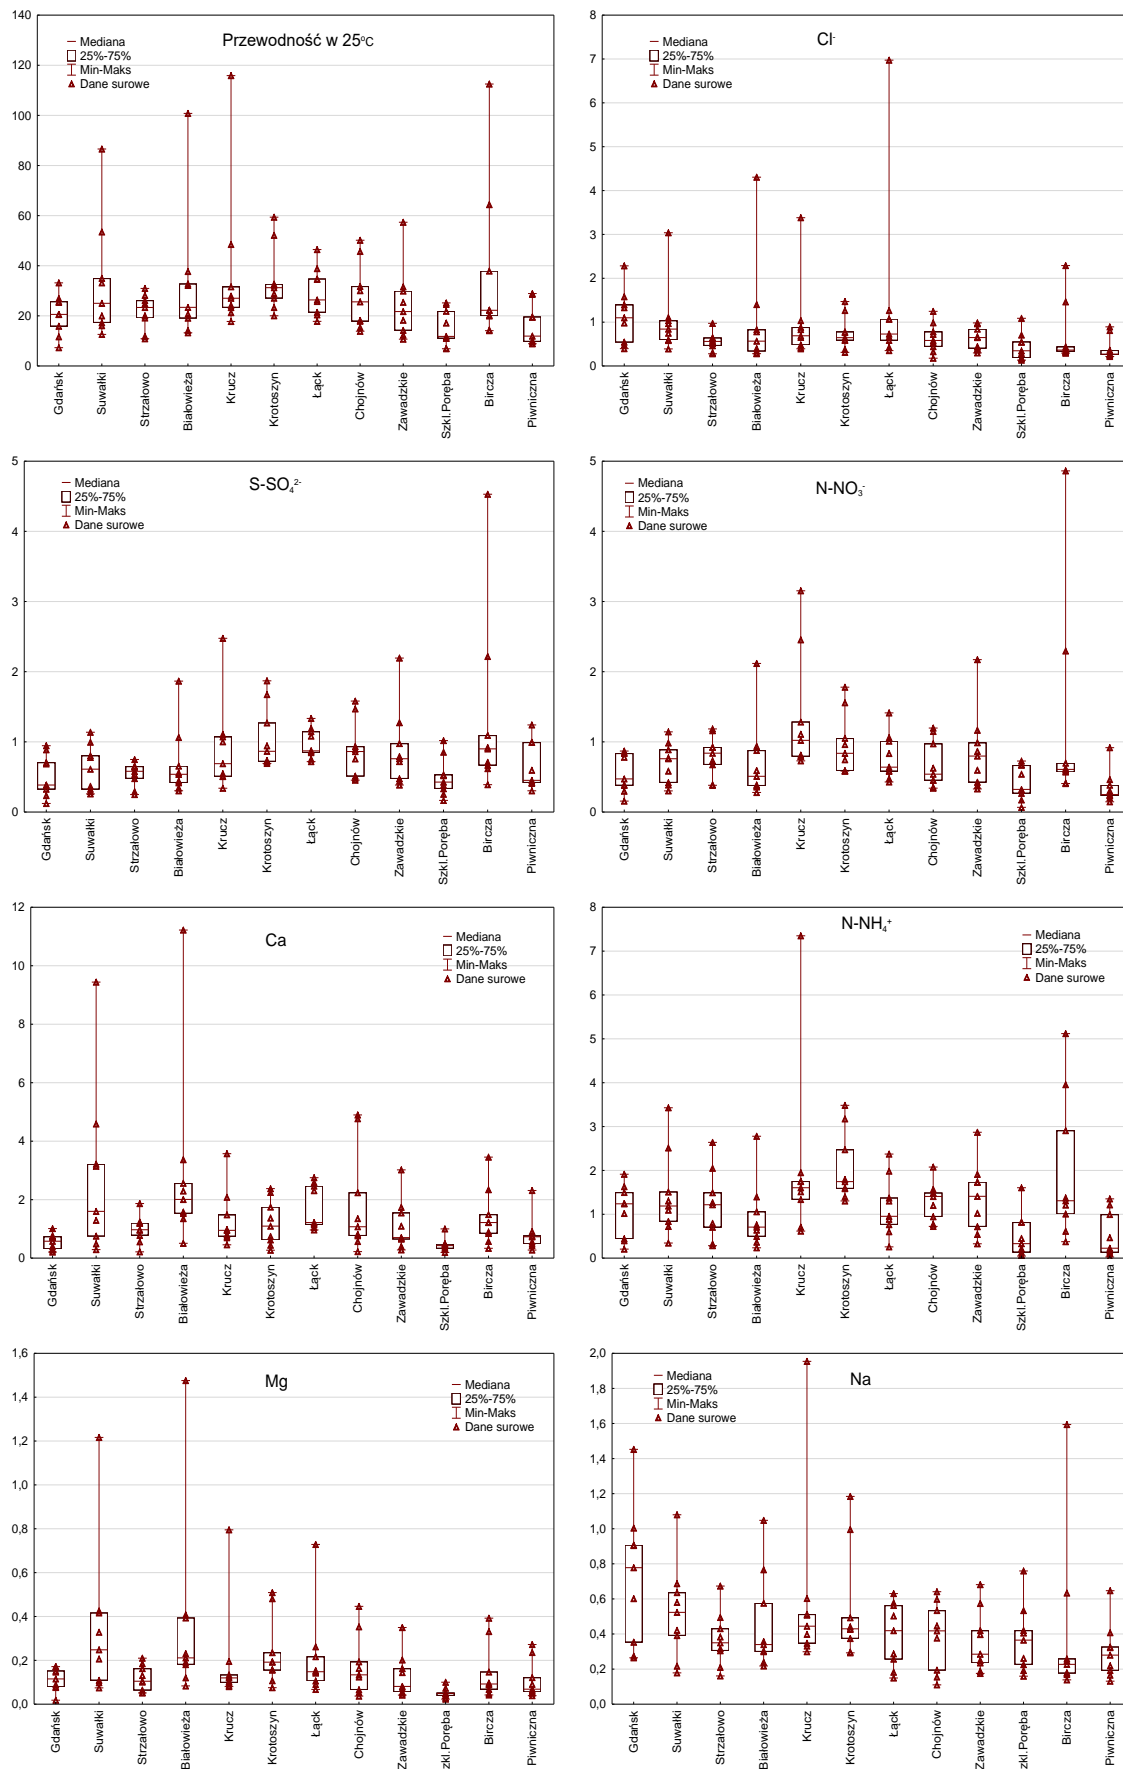 Przewodność w 25ºC
Mediana
25%-75%
Min-Maks
Dane surowe
140
120
100
80
60
40
20
0
Gdańsk
Suwałki
Strzałowo
Białowieża
Krucz
Krotoszyn
Łąck
Chojnów
Zawadzkie
Szkl.Poręba
Bircza
Piwniczna
Cl-
Mediana
25%-75%
Min-Maks
Dane surowe
8
7
6
5
4
3
2
1
0
Gdańsk
Suwałki
Strzałowo
Białowieża
Krucz
Krotoszyn
Łąck
Chojnów
Zawadzkie
Szkl.Poręba
Bircza
Piwniczna
S-SO₄²⁻
Mediana
25%-75%
Min-Maks
Dane surowe
5
4
3
2
1
0
Gdańsk
Suwałki
Strzałowo
Białowieża
Krucz
Krotoszyn
Łąck
Chojnów
Zawadzkie
Szkl.Poręba
Bircza
Piwniczna
N-NO₃⁻
Mediana
25%-75%
Min-Maks
Dane surowe
5
4
3
2
1
0
Gdańsk
Suwałki
Strzałowo
Białowieża
Krucz
Krotoszyn
Łąck
Chojnów
Zawadzkie
Szkl.Poręba
Bircza
Piwniczna
Ca
Mediana
25%-75%
Min-Maks
Dane surowe
12
10
8
6
4
2
0
Gdańsk
Suwałki
Strzałowo
Białowieża
Krucz
Krotoszyn
Łąck
Chojnów
Zawadzkie
Szkl.Poręba
Bircza
Piwniczna
N-NH₄⁺
Mediana
25%-75%
Min-Maks
Dane surowe
8
7
6
5
4
3
2
1
0
Gdańsk
Suwałki
Strzałowo
Białowieża
Krucz
Krotoszyn
Łąck
Chojnów
Zawadzkie
Szkl.Poręba
Bircza
Piwniczna
Mg
Mediana
25%-75%
Min-Maks
Dane surowe
1,6
1,4
1,2
1,0
0,8
0,6
0,4
0,2
0,0
Gdańsk
Suwałki
Strzałowo
Białowieża
Krucz
Krotoszyn
Łąck
Chojnów
Zawadzkie
zkl.Poręba
Bircza
Piwniczna
Na
Mediana
25%-75%
Min-Maks
Dane surowe
2,0
1,8
1,6
1,4
1,2
1,0
0,8
0,6
0,4
0,2
0,0
Gdańsk
Suwałki
Strzałowo
Białowieża
Krucz
Krotoszyn
Łąck
Chojnów
Zawadzkie
Szkl.Poręba
Bircza
Piwniczna